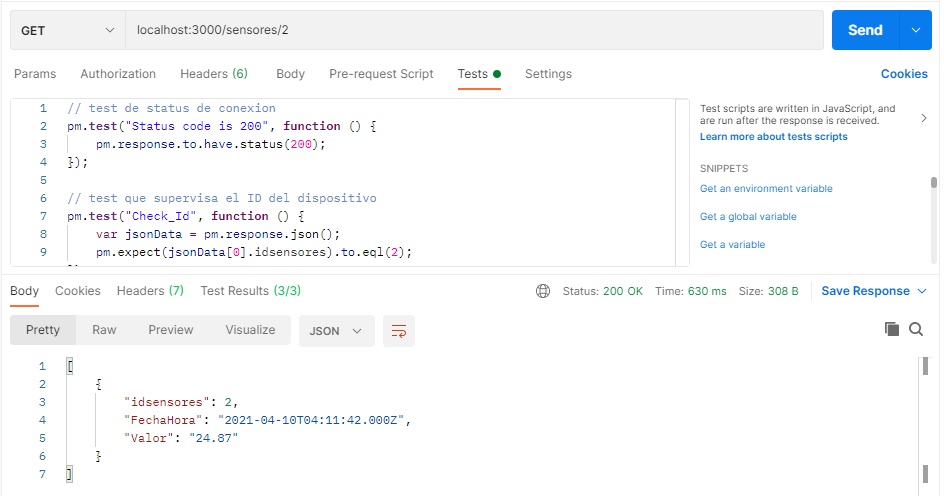 GET localhost:3000/sensores/2 Send
Params Authorization Headers (6) Body Pre-request Script Tests Settings Cookies
1 // test de status de conexion
2 pm.test("Status code is 200", function () {
3 pm.response.to.have.status(200);
4 });
5
6 // test que supervisa el ID del dispositivo
7 pm.test("Check_Id", function () {
8 var jsonData = pm.response.json();
9 pm.expect(jsonData[0].idsensores).to.eql(2);
Test scripts are written in JavaScript, and
are run after the response is received.
Learn more about tests scripts
SNIPPETS
Get an environment variable
Get a global variable
Get a variable
Body Cookies Headers (7) Test Results (3/3) Status: 200 OK Time: 630 ms Size: 308 B Save Response
Pretty Raw Preview Visualize JSON
1 [
2 {
3 "idsensores": 2,
4 "FechaHora": "2021-04-10T04:11:42.000Z",
5 "Valor": "24.87"
6 }
7 ]